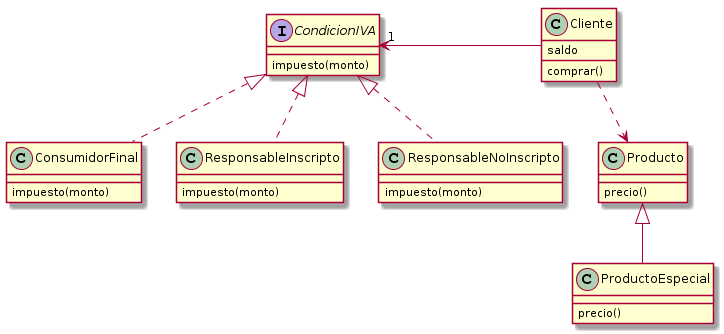 I CondicionIVA
impuesto(monto)
1
C Cliente
saldo
comprar()
C ConsumidorFinal
impuesto(monto)
C ResponsableInscripto
impuesto(monto)
C ResponsableNoInscripto
impuesto(monto)
C Producto
precio()
C ProductoEspecial
precio()